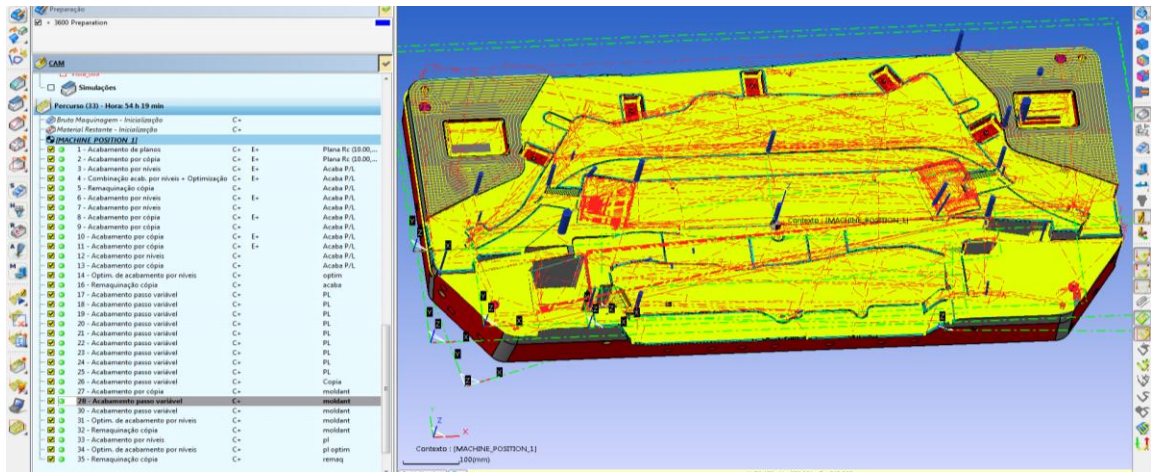 Preparação
3600 Preparation
CAM
Simulações
Percurso (33) - Hora: 54 h 19 min
Bruto Maquinagem - Inicialização C+
Material Restante - Inicialização C+
[MACHINE_POSITION_1]
1 - Acabamento de planos C+ E+ Plana Rc (10.00,...
2 - Acabamento por cópia C+ E+ Plana Rc (10.00,...
3 - Acabamento por níveis C+ E+ Acaba P/L
4 - Combinação acab. por níveis + Optimização C+ E+ Acaba P/L
5 - Remaquinação cópia C+ Acaba P/L
6 - Acabamento por níveis C+ E+ Acaba P/L
7 - Acabamento por níveis C+ Acaba P/L
8 - Acabamento por cópia C+ E+ Acaba P/L
9 - Acabamento por cópia C+ Acaba P/L
10 - Acabamento por cópia C+ E+ Acaba P/L
11 - Acabamento por cópia C+ E+ Acaba P/L
12 - Acabamento por níveis C+ Acaba P/L
13 - Acabamento por cópia C+ Acaba P/L
14 - Optim. de acabamento por níveis C+ optim
16 - Remaquinação cópia C+ acaba
17 - Acabamento passo variável C+ PL
18 - Acabamento passo variável C+ PL
19 - Acabamento passo variável C+ PL
20 - Acabamento passo variável C+ PL
21 - Acabamento passo variável C+ PL
22 - Acabamento passo variável C+ PL
23 - Acabamento passo variável C+ PL
24 - Acabamento passo variável C+ PL
25 - Acabamento passo variável C+ PL
26 - Acabamento passo variável C+ Copia
27 - Acabamento por cópia C+ moldant
28 - Acabamento passo variável C+ moldant
30 - Acabamento passo variável C+ moldant
31 - Optim. de acabamento por níveis C+ moldant
32 - Remaquinação cópia C+ moldant
33 - Acabamento por níveis C+ pl
34 - Optim. de acabamento por níveis C+ pl optim
35 - Remaquinação cópia C+ remaq
Contexto : [MACHINE_POSITION_1]
Z
X
Contexto : [MACHINE_POSITION_1]
100(mm)